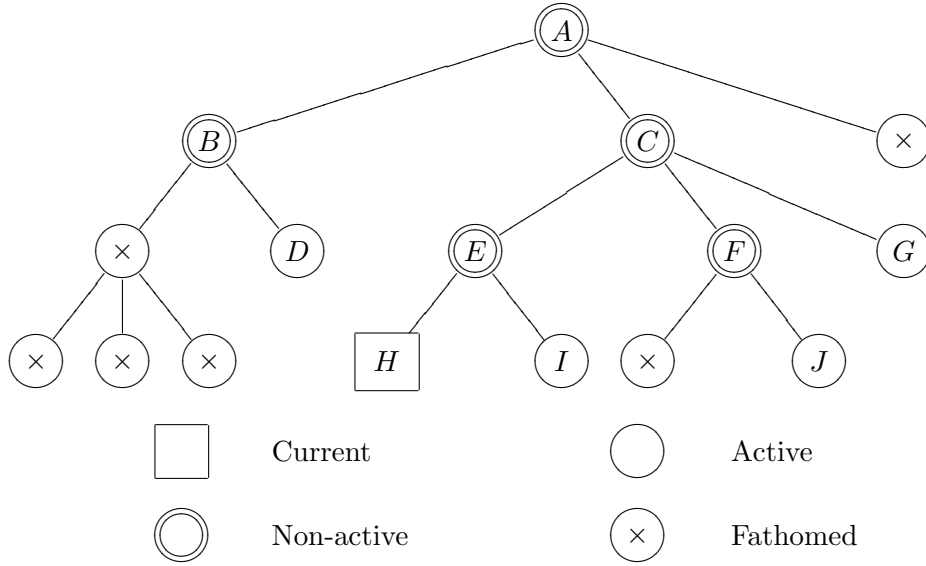 A
B C ×
× D E F G
× × × H I × J
Current Active
Non-active × Fathomed